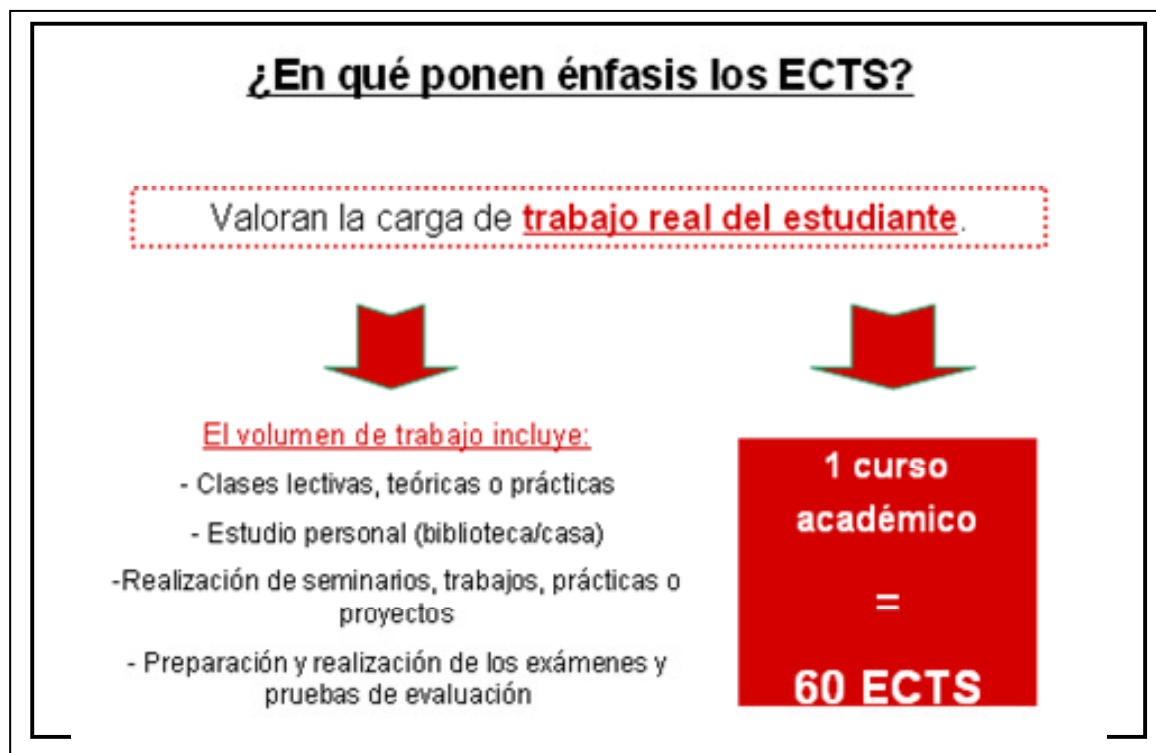 ¿En qué ponen énfasis los ECTS?
Valoran la carga de trabajo real del estudiante.
El volumen de trabajo incluye:
- Clases lectivas, teóricas o prácticas
- Estudio personal (biblioteca/casa)
-Realización de seminarios, trabajos, prácticas o
proyectos
- Preparación y realización de los exámenes y
pruebas de evaluación
1 curso
académico
=
60 ECTS